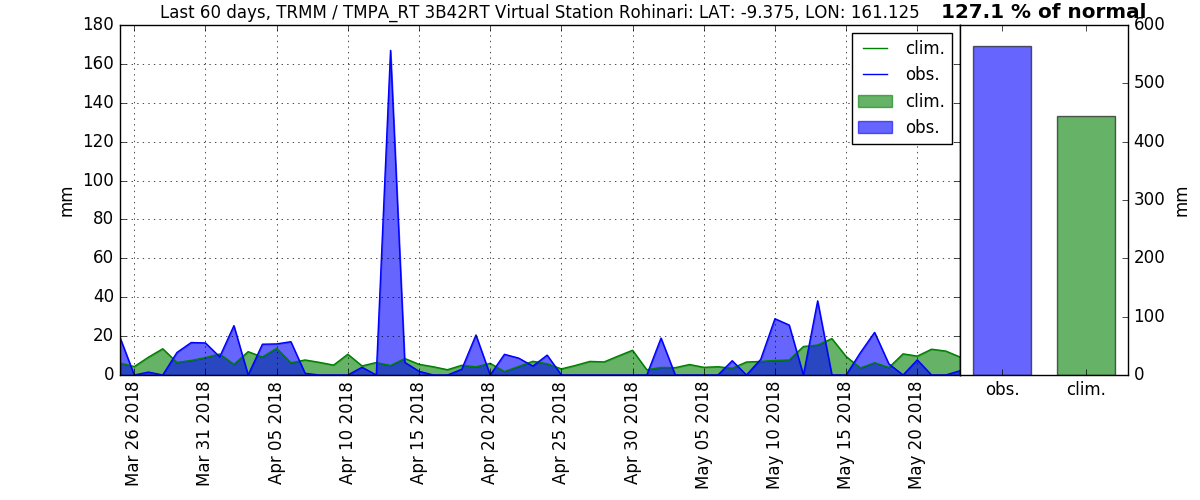 Last 60 days, TRMM / TMPA_RT 3B42RT Virtual Station Rohinari: LAT: -9.375, LON: 161.125
127.1 % of normal
180
160
140
120
100
80
60
40
20
0
mm
clim.
obs.
clim.
obs.
600
500
400
300
200
100
0
mm
obs.
clim.
Mar 26 2018
Mar 31 2018
Apr 05 2018
Apr 10 2018
Apr 15 2018
Apr 20 2018
Apr 25 2018
Apr 30 2018
May 05 2018
May 10 2018
May 15 2018
May 20 2018